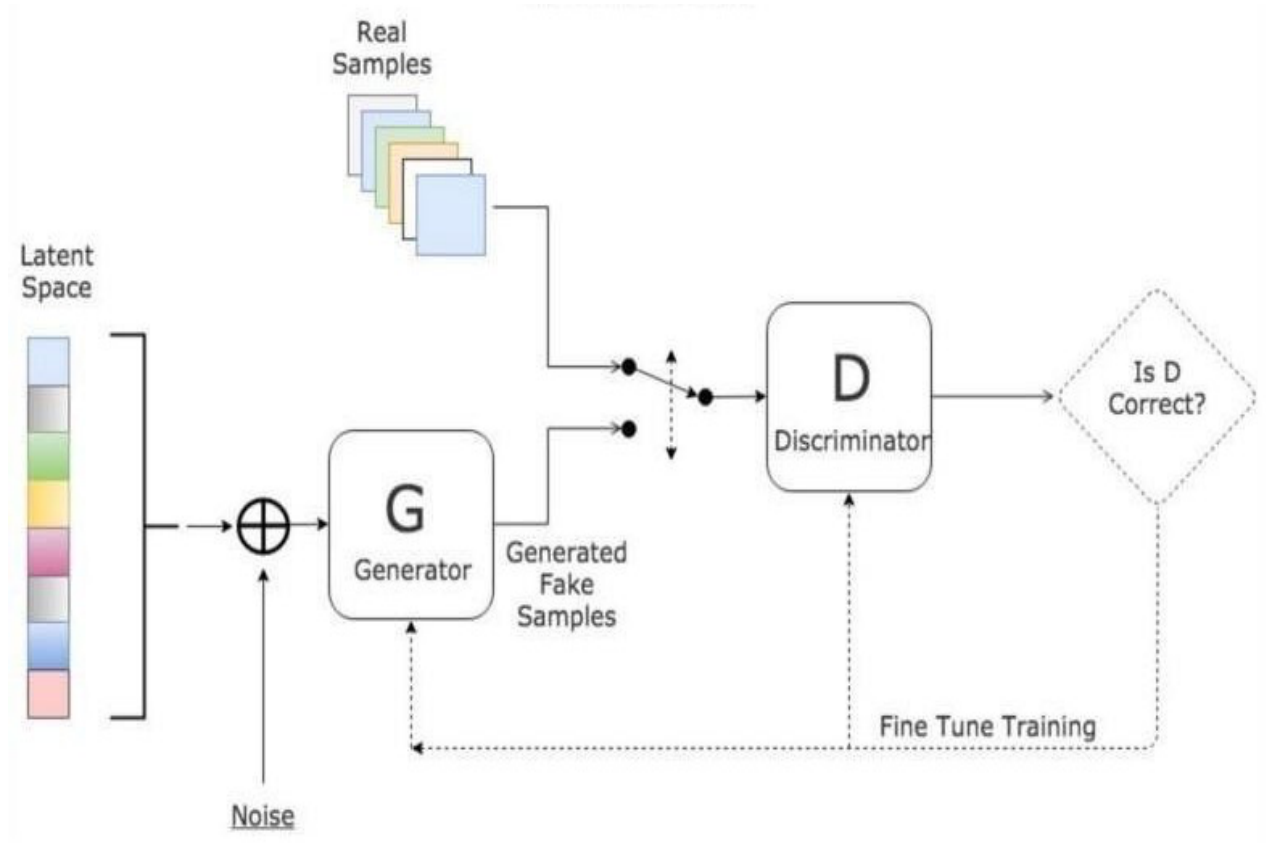 Real
Samples
Latent
Space
Is D
Correct?
D
Discriminator
G
Generator
Generated
Fake
Samples
Fine Tune Training
Noise